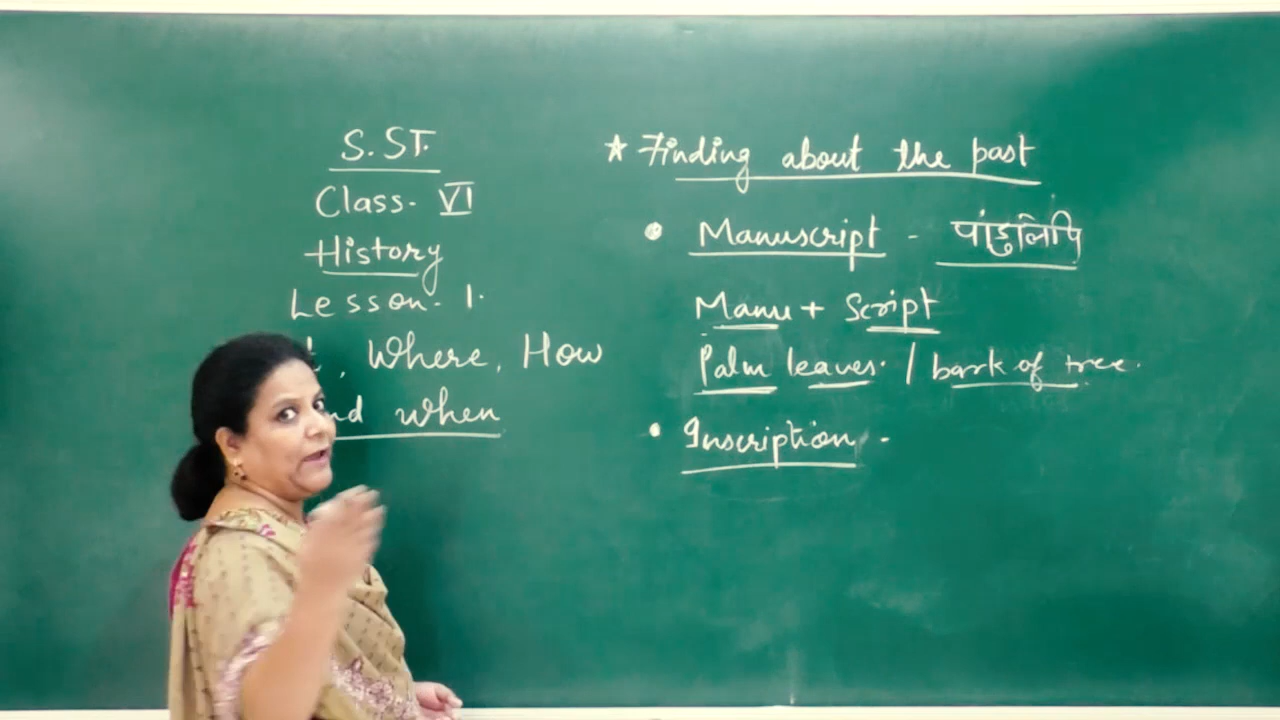 S.ST.
Class- VI
History
Lesson- 1.
, Where, How
and when
★ Finding about the past
• Manuscript - पांडुलिपि
Manu + Script
Palm leaves. / bark of tree.
• Inscription -